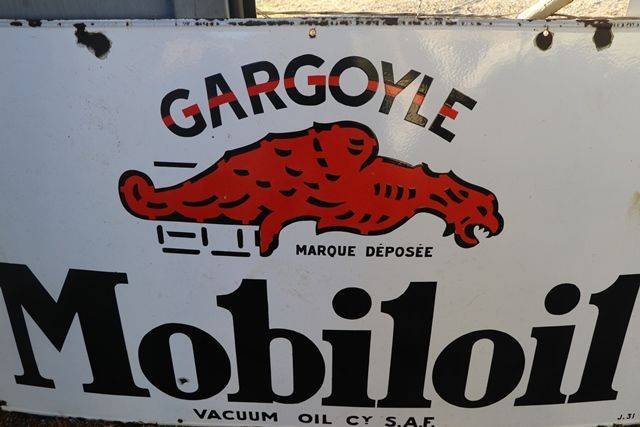 GARGOYLE
MARQUE DÉPOSÉE
Mobiloil
VACUUM OIL CY S.A.F.
J.31